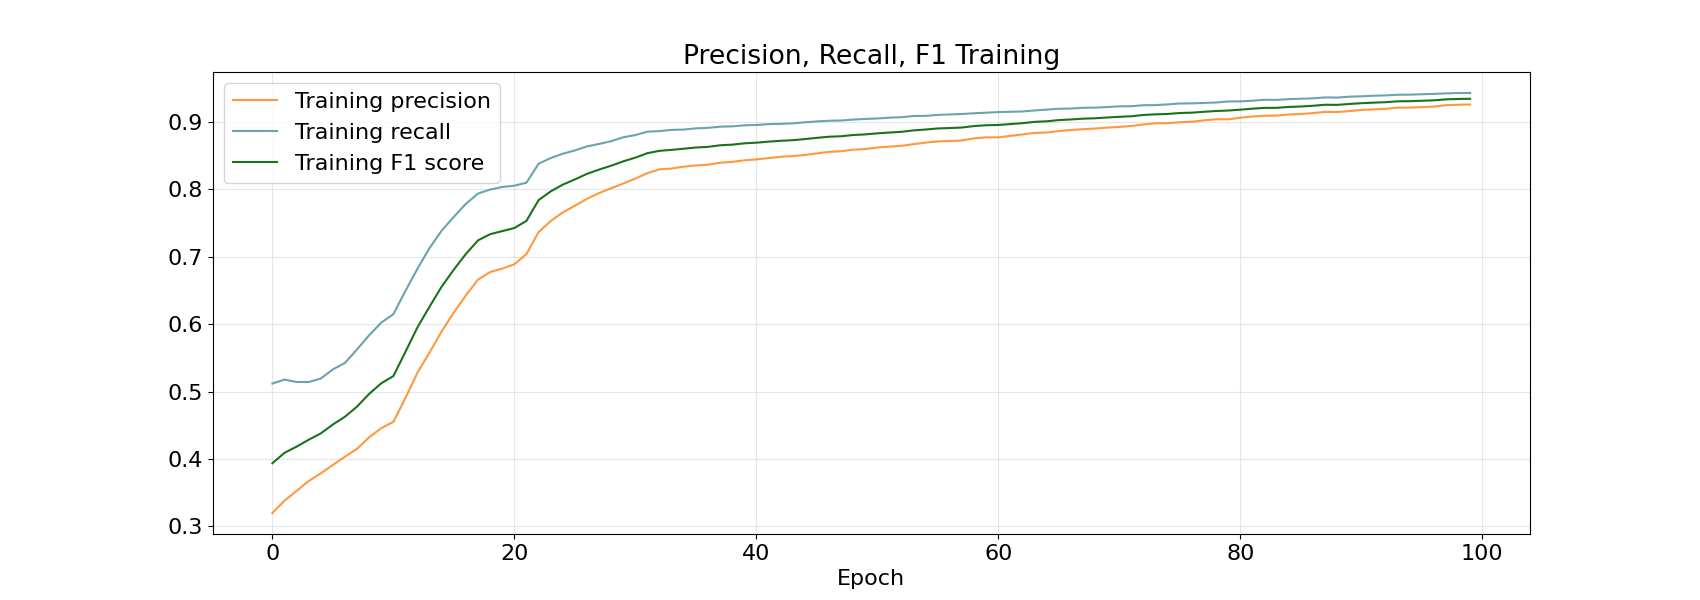 Precision, Recall, F1 Training
Training precision
Training recall
Training F1 score
0.9
0.8
0.7
0.6
0.5
0.4
0.3
0 20 40 60 80 100
Epoch